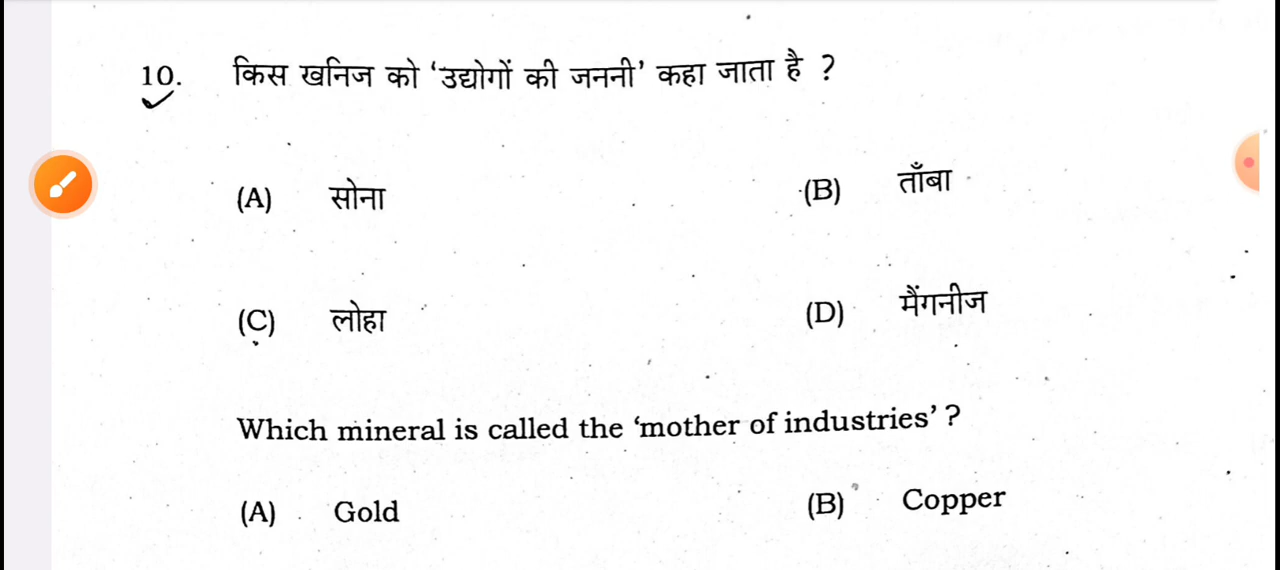 10. किस खनिज को ‘उद्योगों की जननी’ कहा जाता है ?
(A) सोना (B) ताँबा
(C) लोहा (D) मैंगनीज
Which mineral is called the ‘mother of industries’ ?
(A) Gold (B) Copper